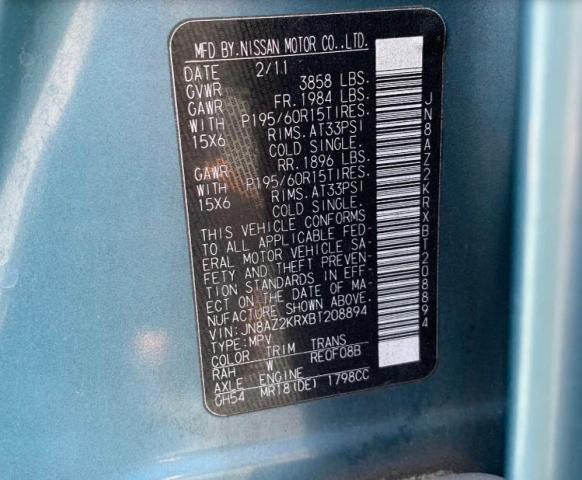 MFD BY:NISSAN MOTOR CO.,LTD.
DATE 2/11
GVWR 3858 LBS.
GAWR FR. 1984 LBS.
WITH P195/60R15TIRES.
15X6 RIMS.AT33PSI
COLD SINGLE.
GAWR RR. 1896 LBS.
WITH P195/60R15TIRES.
15X6 RIMS.AT33PSI
COLD SINGLE.
THIS VEHICLE CONFORMS
TO ALL APPLICABLE FED-
ERAL MOTOR VEHICLE SA-
FETY AND THEFT PREVEN-
TION STANDARDS IN EFF-
ECT ON THE DATE OF MA-
NUFACTURE SHOWN ABOVE.
VIN:JN8AZ2KRXBT208894
TYPE:MPV
COLOR TRIM TRANS
RAH W RE0F08B
AXLE ENGINE
GH54 MR18(DE) 1798CC
JN8AZ2KRXBT208894